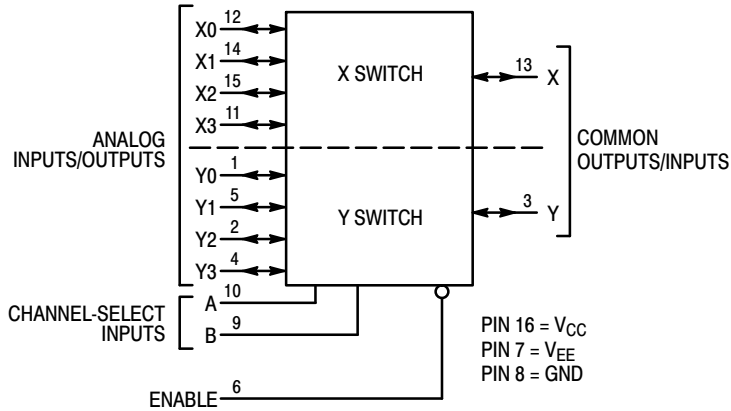 X0 12
X1 14
X2 15
X3 11
X SWITCH
13 X
ANALOG
INPUTS/OUTPUTS
COMMON
OUTPUTS/INPUTS
Y0 1
Y1 5
Y2 2
Y3 4
Y SWITCH
3 Y
CHANNEL-SELECT
INPUTS
A 10
B 9
ENABLE 6
PIN 16 = VCC
PIN 7 = VEE
PIN 8 = GND